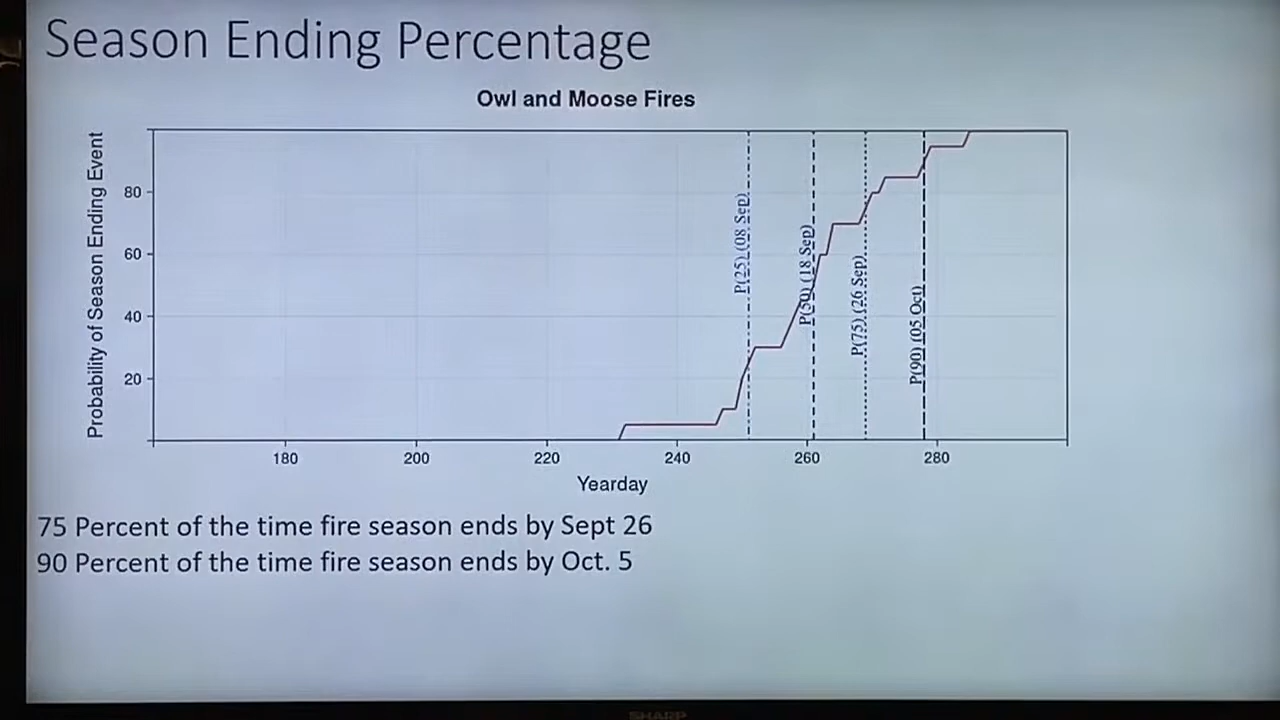 Season Ending Percentage
Owl and Moose Fires
Probability of Season Ending Event
80
60
40
20
P(25) (08 Sep)
P(50) (18 Sep)
P(75) (26 Sep)
P(90) (05 Oct)
180
200
220
240
260
280
Yearday
75 Percent of the time fire season ends by Sept 26
90 Percent of the time fire season ends by Oct. 5
SHARP